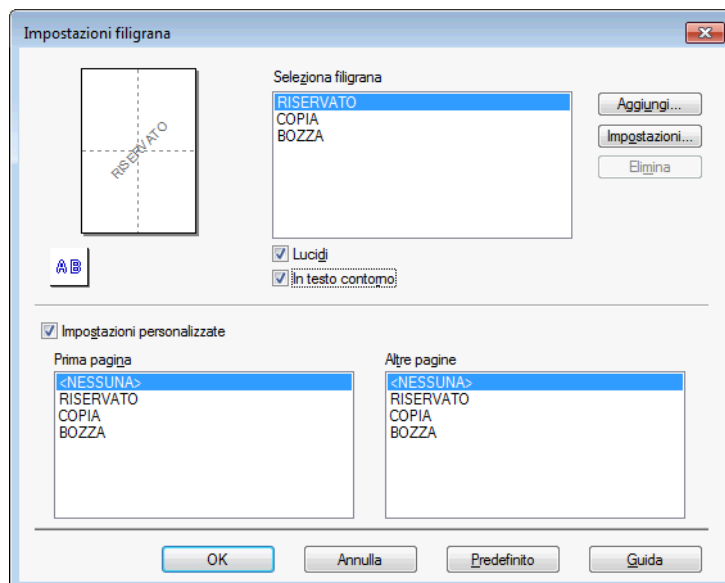 Impostazioni filigrana
RISERVATO
Seleziona filigrana
RISERVATO
COPIA
BOZZA
Aggiungi...
Impostazioni...
Elimina
AB
Lucidi
In testo contorno
Impostazioni personalizzate
Prima pagina
<NESSUNA>
RISERVATO
COPIA
BOZZA
Altre pagine
<NESSUNA>
RISERVATO
COPIA
BOZZA
OK
Annulla
Predefinito
Guida